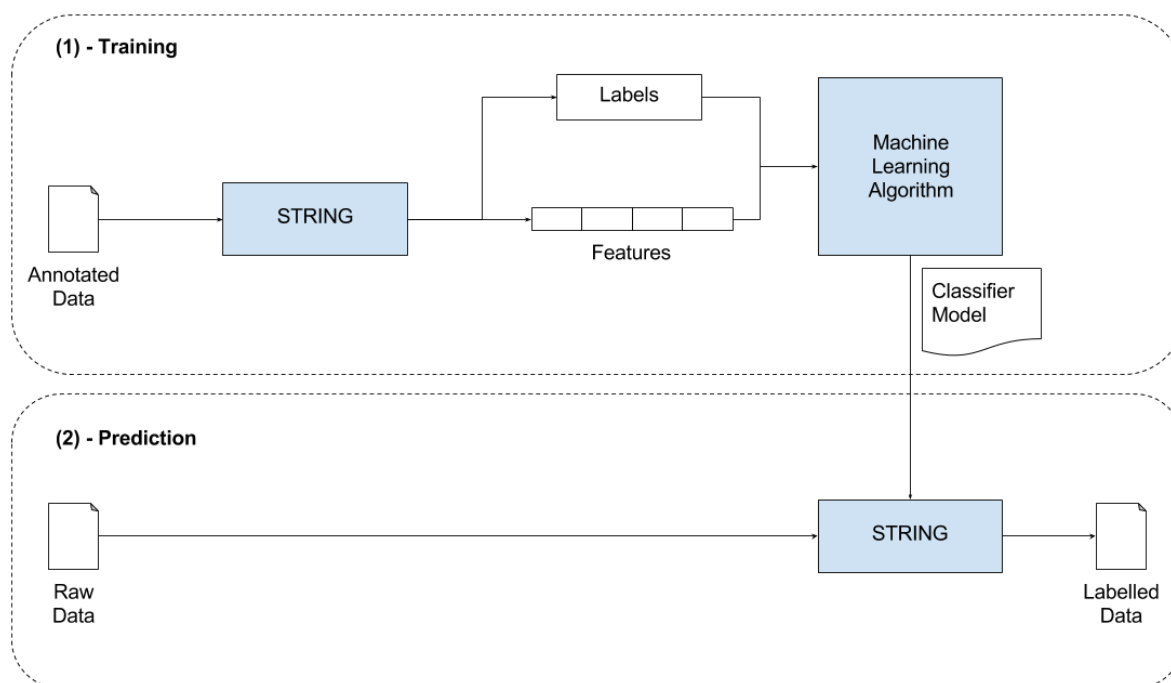 (1) - Training
Labels
Machine
Learning
Algorithm
STRING
Features
Annotated
Data
Classifier
Model
(2) - Prediction
STRING
Raw
Data
Labelled
Data